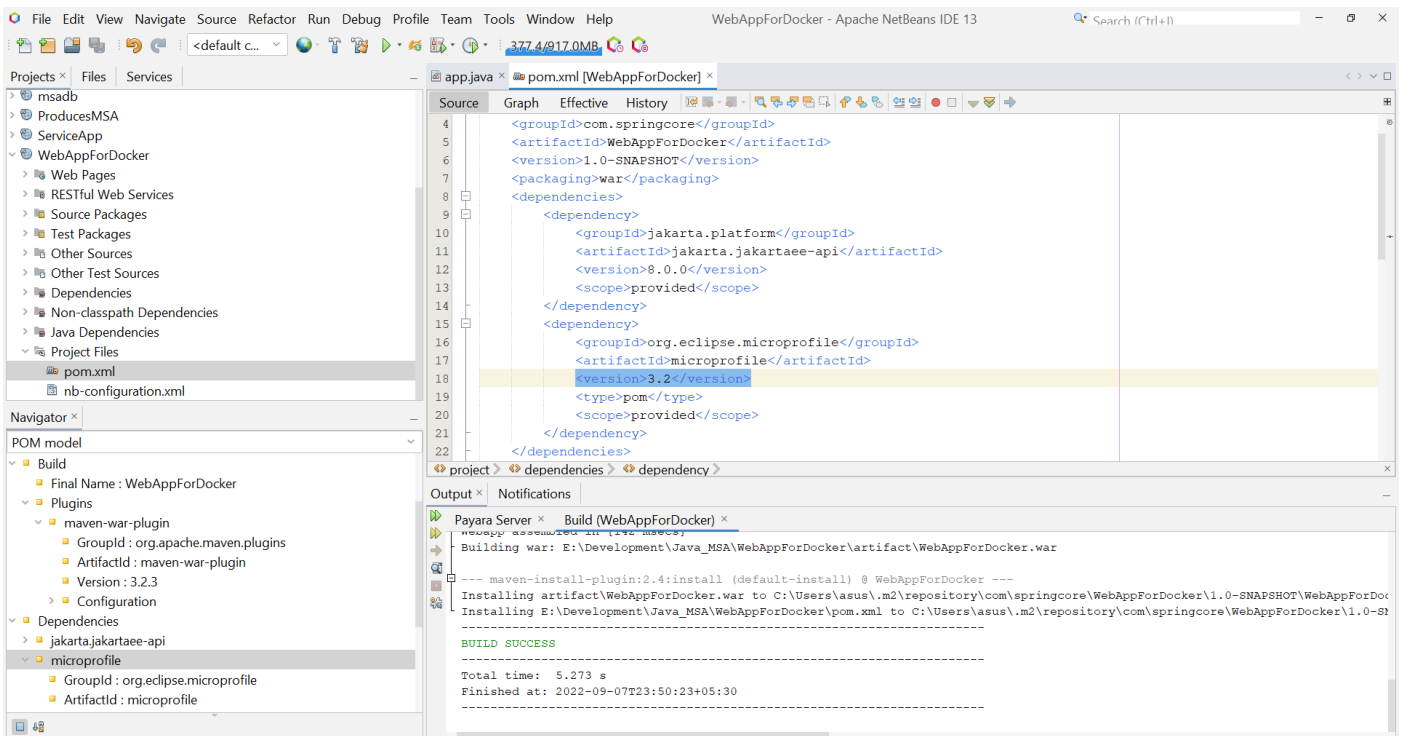 File Edit View Navigate Source Refactor Run Debug Profile Team Tools Window Help WebAppForDocker - Apache NetBeans IDE 13 Search (Ctrl+I)
<default c... 377.4/917.0MB
Projects Files Services
msadb
ProducesMSA
ServiceApp
WebAppForDocker
Web Pages
RESTful Web Services
Source Packages
Test Packages
Other Sources
Other Test Sources
Dependencies
Non-classpath Dependencies
Java Dependencies
Project Files
pom.xml
nb-configuration.xml
Navigator
POM model
Build
Final Name : WebAppForDocker
Plugins
maven-war-plugin
GroupId : org.apache.maven.plugins
ArtifactId : maven-war-plugin
Version : 3.2.3
Configuration
Dependencies
jakarta.jakartaee-api
microprofile
GroupId : org.eclipse.microprofile
ArtifactId : microprofile
app.java pom.xml [WebAppForDocker]
Source Graph Effective History
4 <groupId>com.springcore</groupId>
5 <artifactId>WebAppForDocker</artifactId>
6 <version>1.0-SNAPSHOT</version>
7 <packaging>war</packaging>
8 <dependencies>
9 <dependency>
10 <groupId>jakarta.platform</groupId>
11 <artifactId>jakarta.jakartaee-api</artifactId>
12 <version>8.0.0</version>
13 <scope>provided</scope>
14 </dependency>
15 <dependency>
16 <groupId>org.eclipse.microprofile</groupId>
17 <artifactId>microprofile</artifactId>
18 <version>3.2</version>
19 <type>pom</type>
20 <scope>provided</scope>
21 </dependency>
22 </dependencies>
project dependencies dependency
Output Notifications
Payara Server Build (WebAppForDocker)
Webapp assembled in [142 msecs]
Building war: E:\Development\Java_MSA\WebAppForDocker\artifact\WebAppForDocker.war
--- maven-install-plugin:2.4:install (default-install) @ WebAppForDocker ---
Installing artifact\WebAppForDocker.war to C:\Users\asus\.m2\repository\com\springcore\WebAppForDocker\1.0-SNAPSHOT\WebAppForDoc
Installing E:\Development\Java_MSA\WebAppForDocker\pom.xml to C:\Users\asus\.m2\repository\com\springcore\WebAppForDocker\1.0-SN
------------------------------------------------------------------------
BUILD SUCCESS
------------------------------------------------------------------------
Total time: 5.273 s
Finished at: 2022-09-07T23:50:23+05:30
------------------------------------------------------------------------